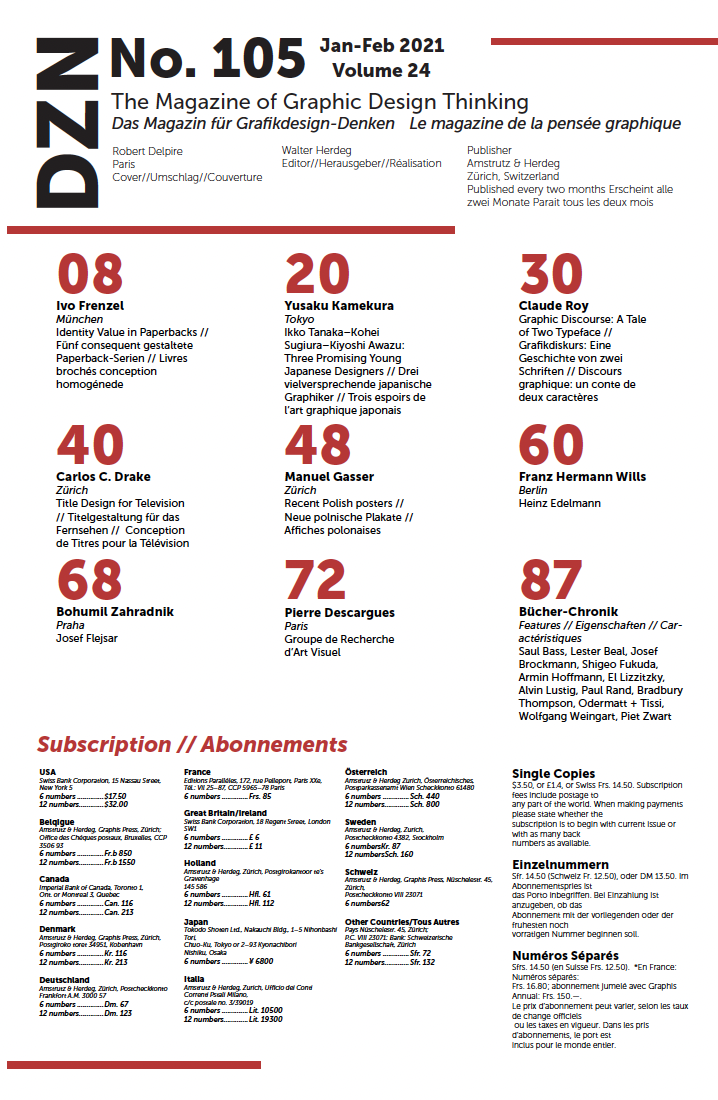 DZN
No. 105
Jan-Feb 2021
Volume 24
The Magazine of Graphic Design Thinking
Das Magazin für Grafikdesign-Denken Le magazine de la pensée graphique
Robert Delpire
Paris
Cover//Umschlag//Couverture
Walter Herdeg
Editor//Herausgeber//Réalisation
Publisher
Amstrutz & Herdeg
Zürich, Switzerland
Published every two months Erscheint alle
zwei Monate Parait tous les deux mois
08
Ivo Frenzel
München
Identity Value in Paperbacks //
Fünf consequent gestaltete
Paperback-Serien // Livres
brochés conception
homogénede
20
Yusaku Kamekura
Tokyo
Ikko Tanaka–Kohei
Sugiura–Kiyoshi Awazu:
Three Promising Young
Japanese Designers // Drei
vielversprechende japanische
Graphiker // Trois espoirs de
l'art graphique japonais
30
Claude Roy
Graphic Discourse: A Tale
of Two Typeface //
Grafikdiskurs: Eine
Geschichte von zwei
Schriften // Discours
graphique: un conte de
deux caractères
40
Carlos C. Drake
Zürich
Title Design for Television
// Titelgestaltung für das
Fernsehen // Conception
de Titres pour la Télévision
48
Manuel Gasser
Zürich
Recent Polish posters //
Neue polnische Plakate //
Affiches polonaises
60
Franz Hermann Wills
Berlin
Heinz Edelmann
68
Bohumil Zahradnik
Praha
Josef Flejsar
72
Pierre Descargues
Paris
Groupe de Recherche
d'Art Visuel
87
Bücher-Chronik
Features // Eigenschaften // Car-
actéristiques
Saul Bass, Lester Beal, Josef
Brockmann, Shigeo Fukuda,
Armin Hoffmann, El Lizzitzky,
Alvin Lustig, Paul Rand, Bradbury
Thompson, Odermatt + Tissi,
Wolfgang Weingart, Piet Zwart
Subscription // Abonnements
USA
Swiss Bank Corporation, 15 Nassau Street,
New York 5
6 numbers ...........$17.50
12 numbers..........$32.00
Belgique
Amstrutz & Herdeg, Graphis Press, Zürich;
Office des Chèques postaux, Bruxelles, CCP
3506 93
6 numbers ...........Fr.b 850
12 numbers..........Fr.b 1550
Canada
Imperial Bank of Canada, Toronto 1,
Ont. or Montreal 3, Quebec
6 numbers ...........Can. 116
12 numbers..........Can. 213
Denmark
Amstrutz & Herdeg, Graphis Press, Zürich,
Postgiroko toret 34951, Kobenhavn
6 numbers ...........Kr. 116
12 numbers..........Kr. 213
Deutschland
Amstrutz & Herdeg, Zürich, Postcheckkonto
Frankfort A.M. 3000 57
6 numbers ...........Dm. 67
12 numbers..........Dm. 123
France
Editions Parallèles, 172, rue Pelleport, Paris XXe,
Tél.: VII 25–87, CCP 5965–78 Paris
6 numbers ...........Frs. 85
Great Britain/Ireland
Swiss Bank Corporation, 18 Regent Street, London
SW1
6 numbers ...........£ 6
12 numbers..........£ 11
Holland
Amstrutz & Herdeg, Zürich, Postgirokantoor te's
Gravenhage
145 586
6 numbers ...........Hfl. 61
12 numbers..........Hfl. 112
Japan
Tokodo Shoten Ltd., Nakauchi Bldg., 1–5 Nihonbashi
Tori,
Chuo-Ku, Tokyo or 2–93 Kyonachibori
Nishiku, Osaka
6 numbers ...........¥ 6800
Italia
Amstrutz & Herdeg, Zurich, Ufficio dei Conti
Correnti Posali Milano,
c/c postale no. 3/39019
6 numbers ...........Lit. 10500
12 numbers..........Lit. 19300
Österreich
Amstrutz & Herdeg Zurich, Österreichisches,
Postparkassenamt Wien Scheckkonto 61480
6 numbers ...........Sch. 440
12 numbers..........Sch. 800
Sweden
Amstrutz & Herdeg, Zurich,
Postcheckkonto 4382, Stockholm
6 numbersKr. 87
12 numbersSch. 160
Schweiz
Amstrutz & Herdeg, Graphis Press, Nüschelestr. 45,
Zürich,
Postcheckkonto VIII 23071
6 numbers62
Other Countries/Tous Autres
Pays Nüschelestr. 45, Zürich;
P.C. VIII 23071: Bank: Schweizerische
Bankgesellschaft, Zürich
6 numbers ...........Sfr. 72
12 numbers..........Sfr. 132
Single Copies
$3.50, or £1.4, or Swiss Frs. 14.50. Subscription
fees include postage to
any part of the world. When making payments
please state whether the
subscription is to begin with current issue or
with as many back
numbers as available.
Einzelnummern
Sfr. 14.50 (Schweiz Fr. 12.50), oder DM 13.50. Im
Abonnementspries ist
das Porto inbegriffen. Bei Einzahlung ist
anzugeben, ob das
Abonnement mit der vorliegenden oder der
fruhesten noch
vorratigen Nummer beginnen soll.
Numéros Séparés
Sfrs. 14.50 (en Suisse Frs. 12.50). *En France:
Numéros séparés:
Frs. 16.80; abonnement jumelé avec Graphis
Annual: Frs. 150.—.
Le prix d'abonnement peut varier, selon les taux
de change officiels
ou les taxes en vigueur. Dans les pris
d'abonnements, le port est
inclus pour le monde entier.